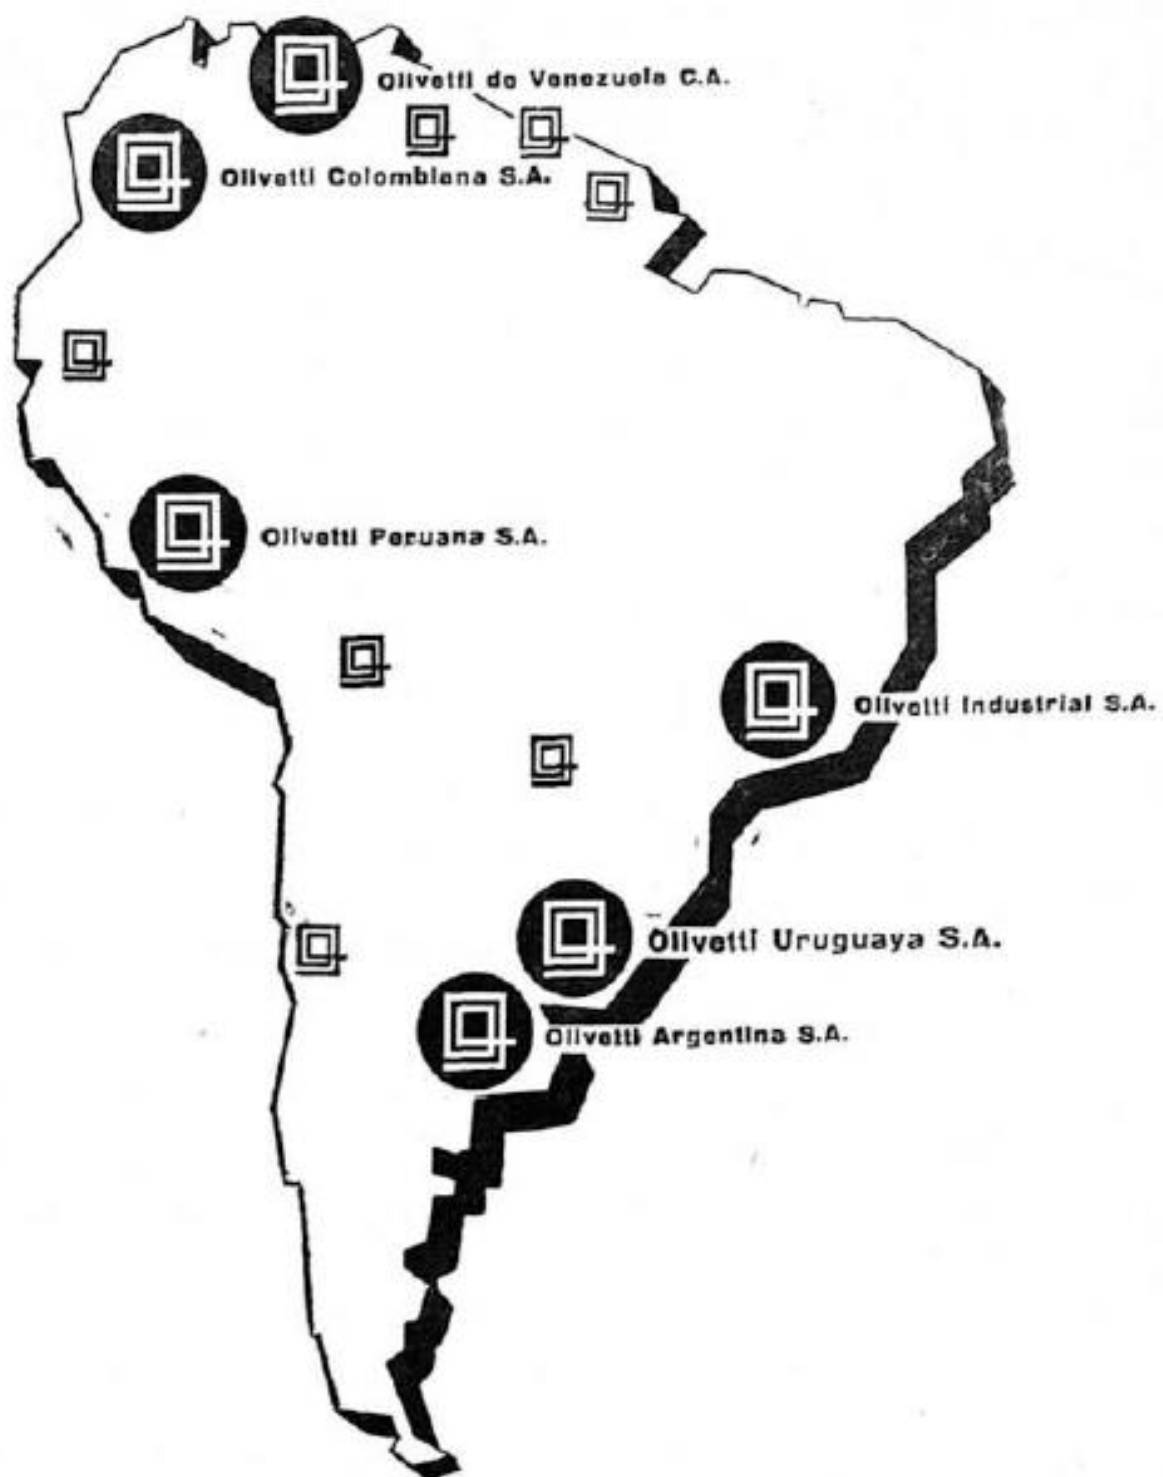 Olivetti de Venezuela C.A.
Olivetti Colombiana S.A.
Olivetti Peruana S.A.
Olivetti Industrial S.A.
Olivetti Uruguaya S.A.
Olivetti Argentina S.A.